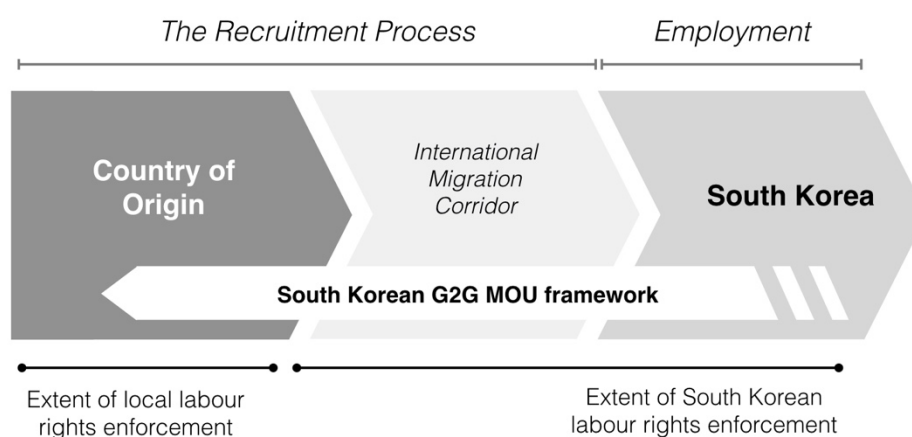 The Recruitment Process
Employment
Country of
Origin
International
Migration
Corridor
South Korea
South Korean G2G MOU framework
Extent of local labour
rights enforcement
Extent of South Korean
labour rights enforcement